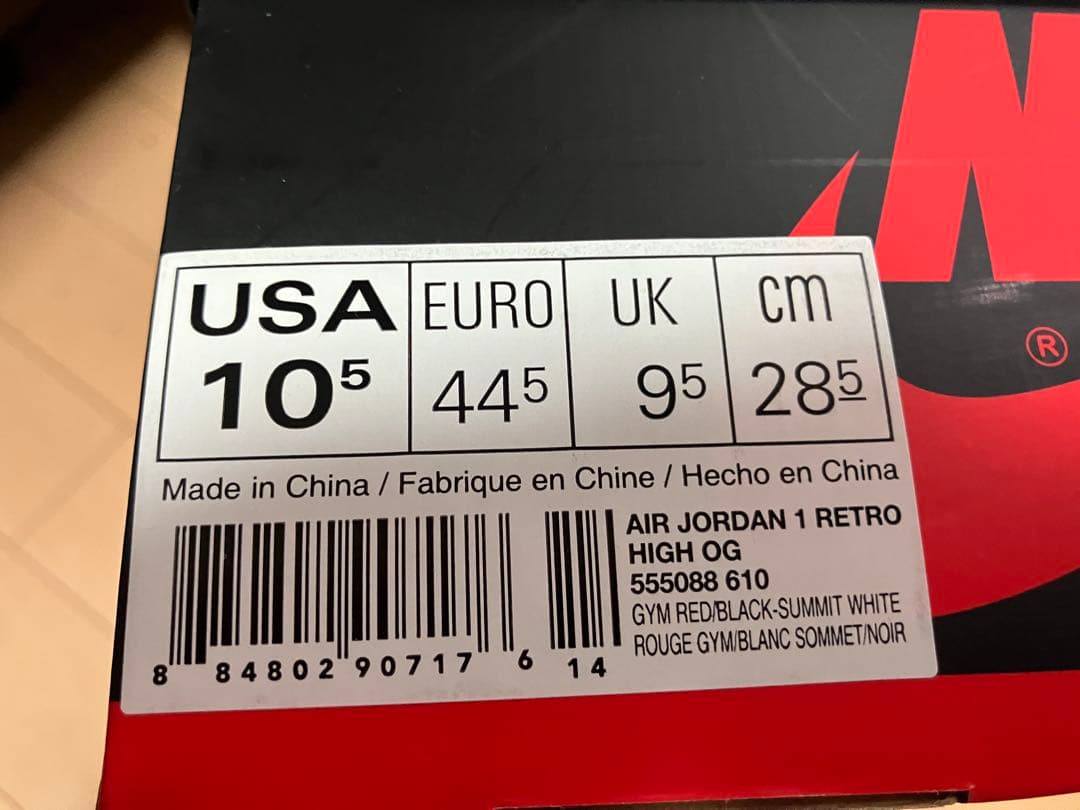 N
®
USA EURO UK cm
10⁵ 44⁵ 9⁵ 28⁵
Made in China / Fabrique en Chine / Hecho en China
AIR JORDAN 1 RETRO
HIGH OG
555088 610
GYM RED/BLACK-SUMMIT WHITE
ROUGE GYM/BLANC SOMMET/NOIR
8 84802 90717 6 14